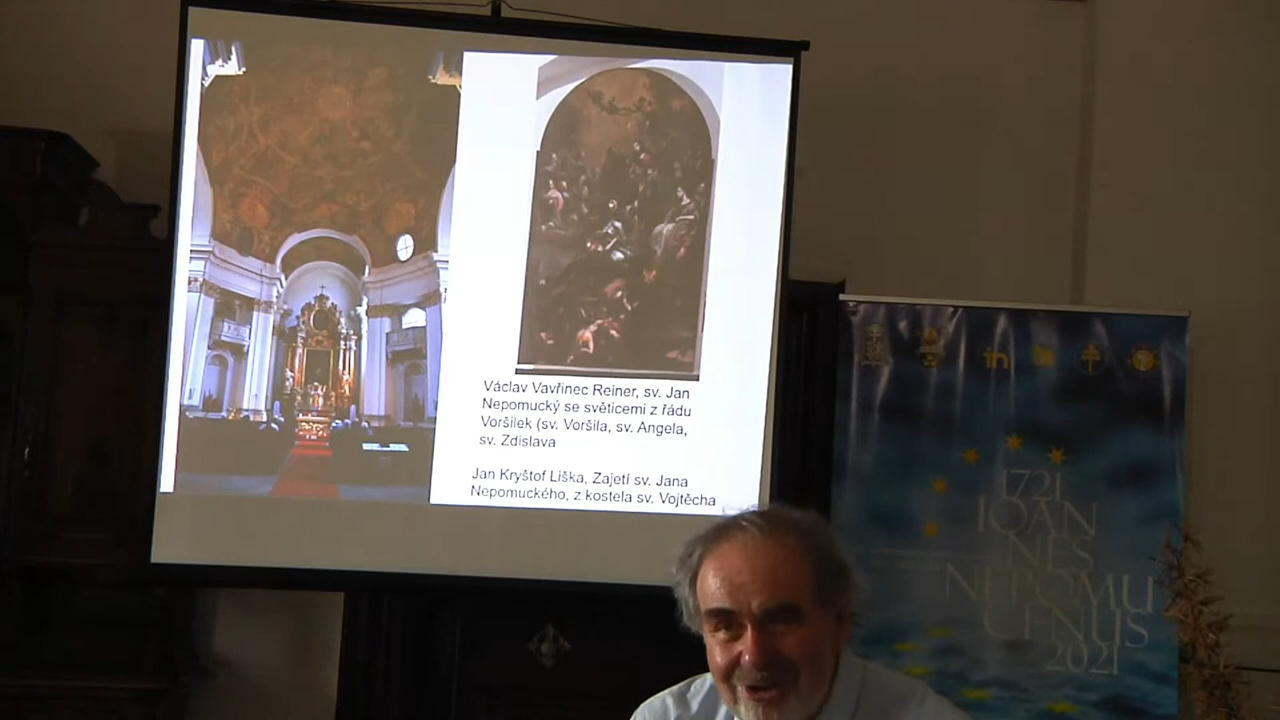 Václav Vavřinec Reiner, sv. Jan
Nepomucký se světicemi z řádu
Voršilek (sv. Voršila, sv. Angela,
sv. Zdislava
Jan Kryštof Liška, Zajetí sv. Jana
Nepomuckého, z kostela sv. Vojtěcha
in
1721
IOAN
NES
NEPOMU
CENUS
2021